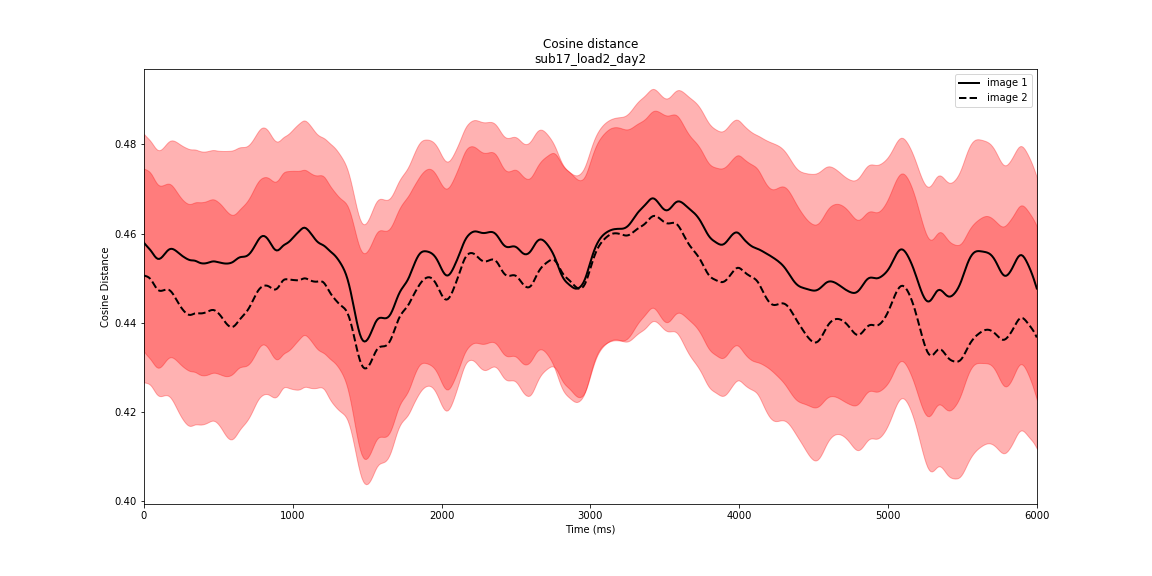 Cosine distance
sub17_load2_day2
image 1
image 2
Cosine Distance
0.48
0.46
0.44
0.42
0.40
0
1000
2000
3000
4000
5000
6000
Time (ms)